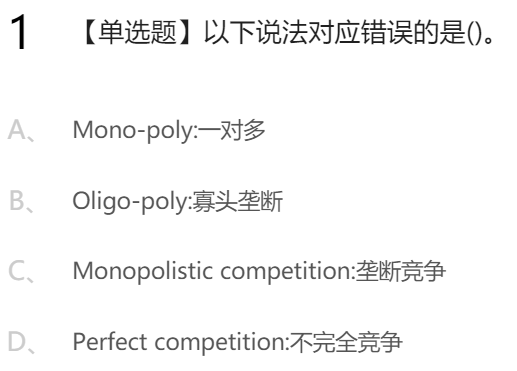 1 【单选题】以下说法对应错误的是()。
A、 Mono-poly:一对多
B、 Oligo-poly:寡头垄断
C、 Monopolistic competition:垄断竞争
D、 Perfect competition:不完全竞争